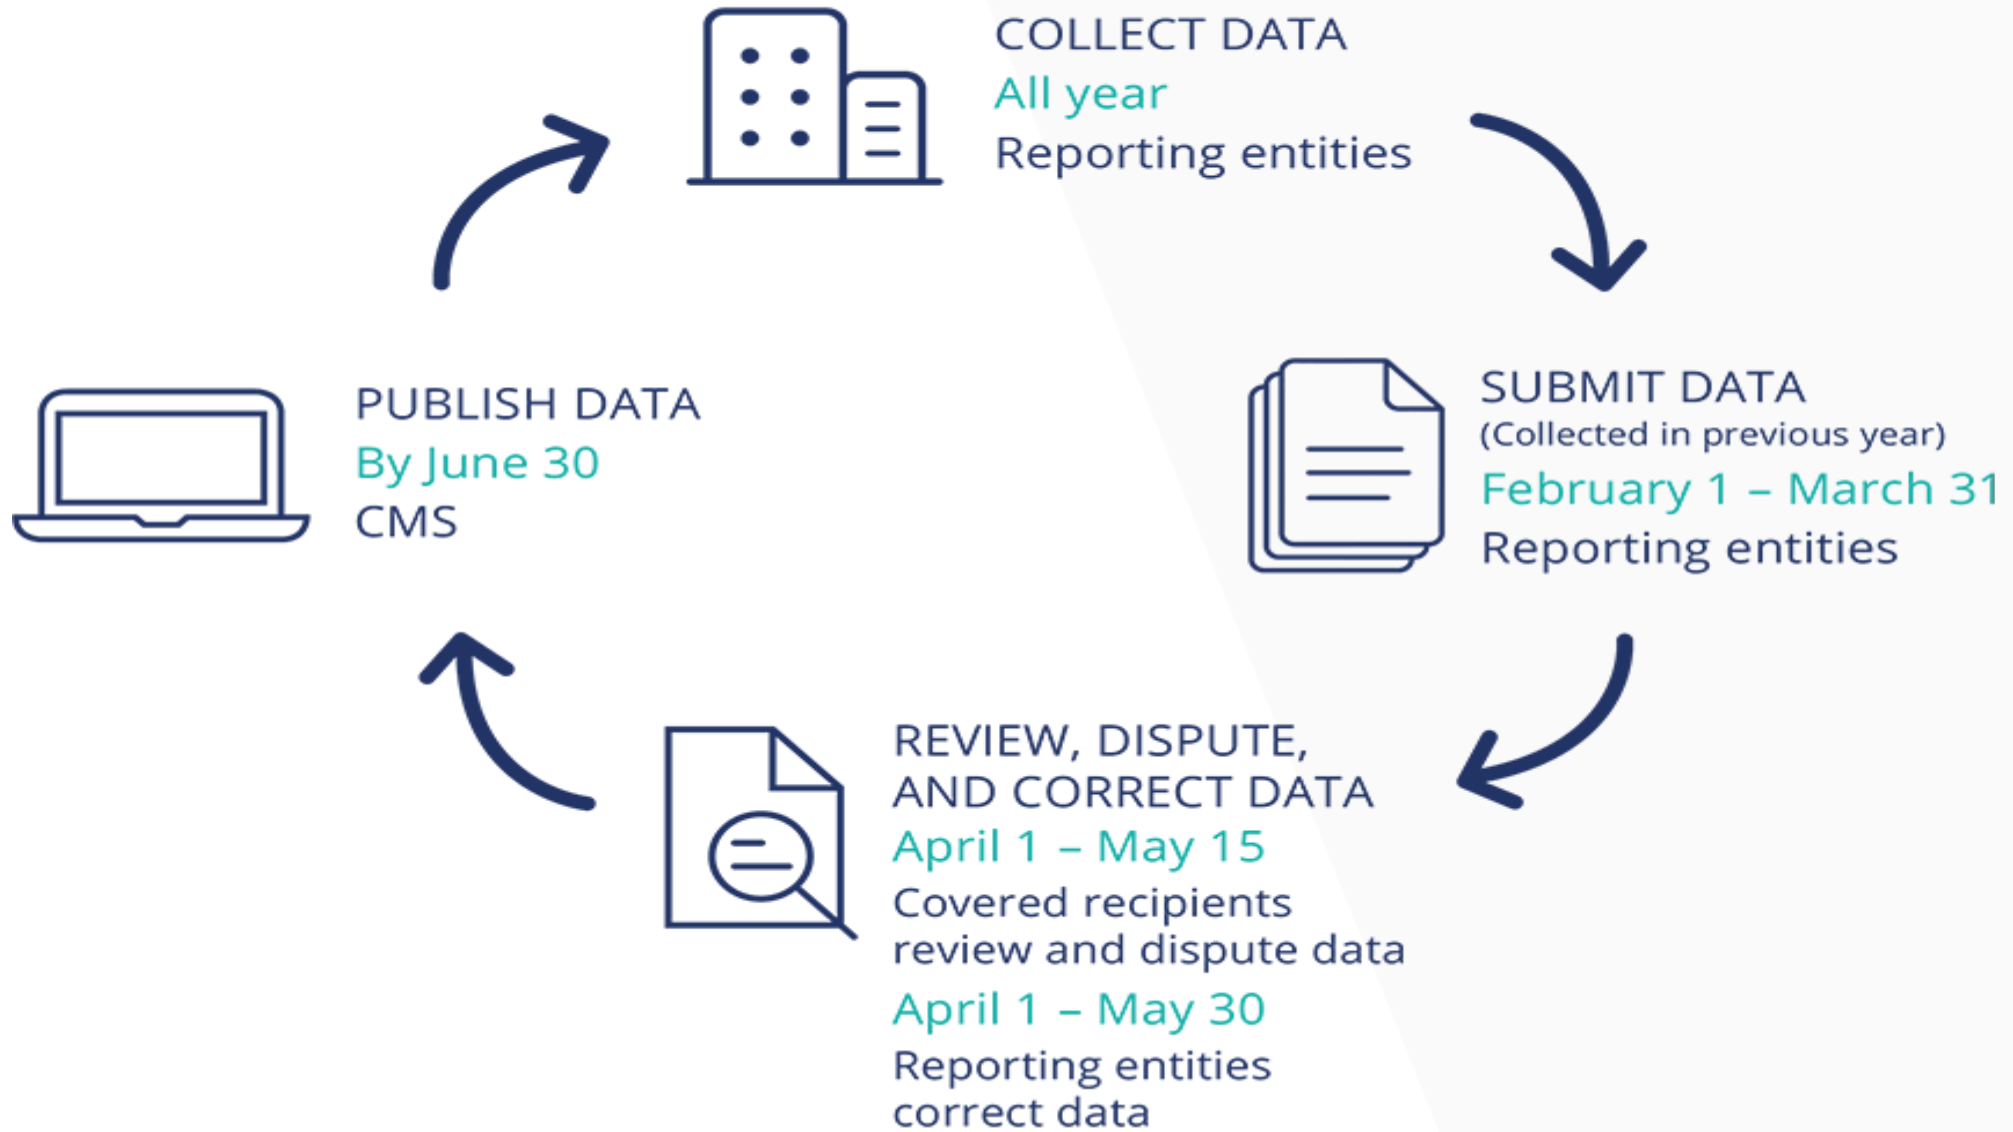 COLLECT DATA
All year
Reporting entities
SUBMIT DATA
(Collected in previous year)
February 1 – March 31
Reporting entities
REVIEW, DISPUTE,
AND CORRECT DATA
April 1 – May 15
Covered recipients
review and dispute data
April 1 – May 30
Reporting entities
correct data
PUBLISH DATA
By June 30
CMS